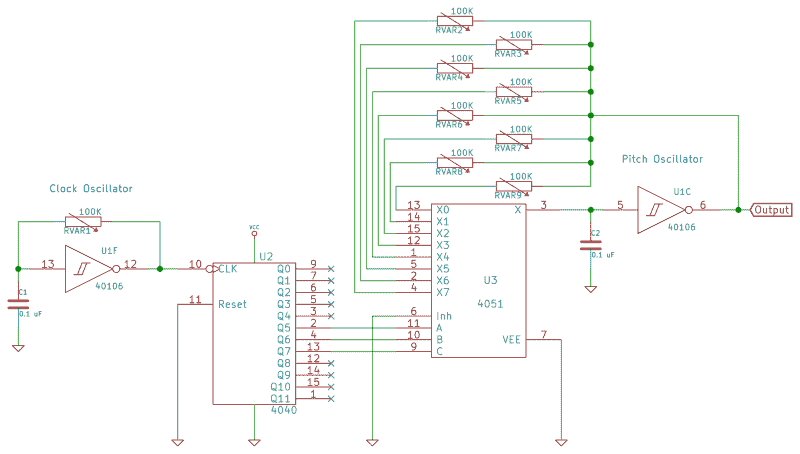 100K
RVAR2
100K
RVAR3
100K
RVAR4
100K
RVAR5
100K
RVAR6
100K
RVAR7
100K
RVAR8
100K
RVAR9
Clock Oscillator
100K
RVAR1
U1F
13
12
40106
C1
0.1 uF
VCC
U2
10
CLK
11
Reset
Q0 9
Q1 7
Q2 6
Q3 5
Q4 3
Q5 2
Q6 4
Q7 13
Q8 12
Q9 14
Q10 15
Q11 1
4040
13 X0
14 X1
15 X2
12 X3
1 X4
5 X5
2 X6
4 X7
6 Inh
11 A
10 B
9 C
X 3
U3
4051
VEE 7
Pitch Oscillator
C2
0.1 uF
5
U1C
6
40106
Output